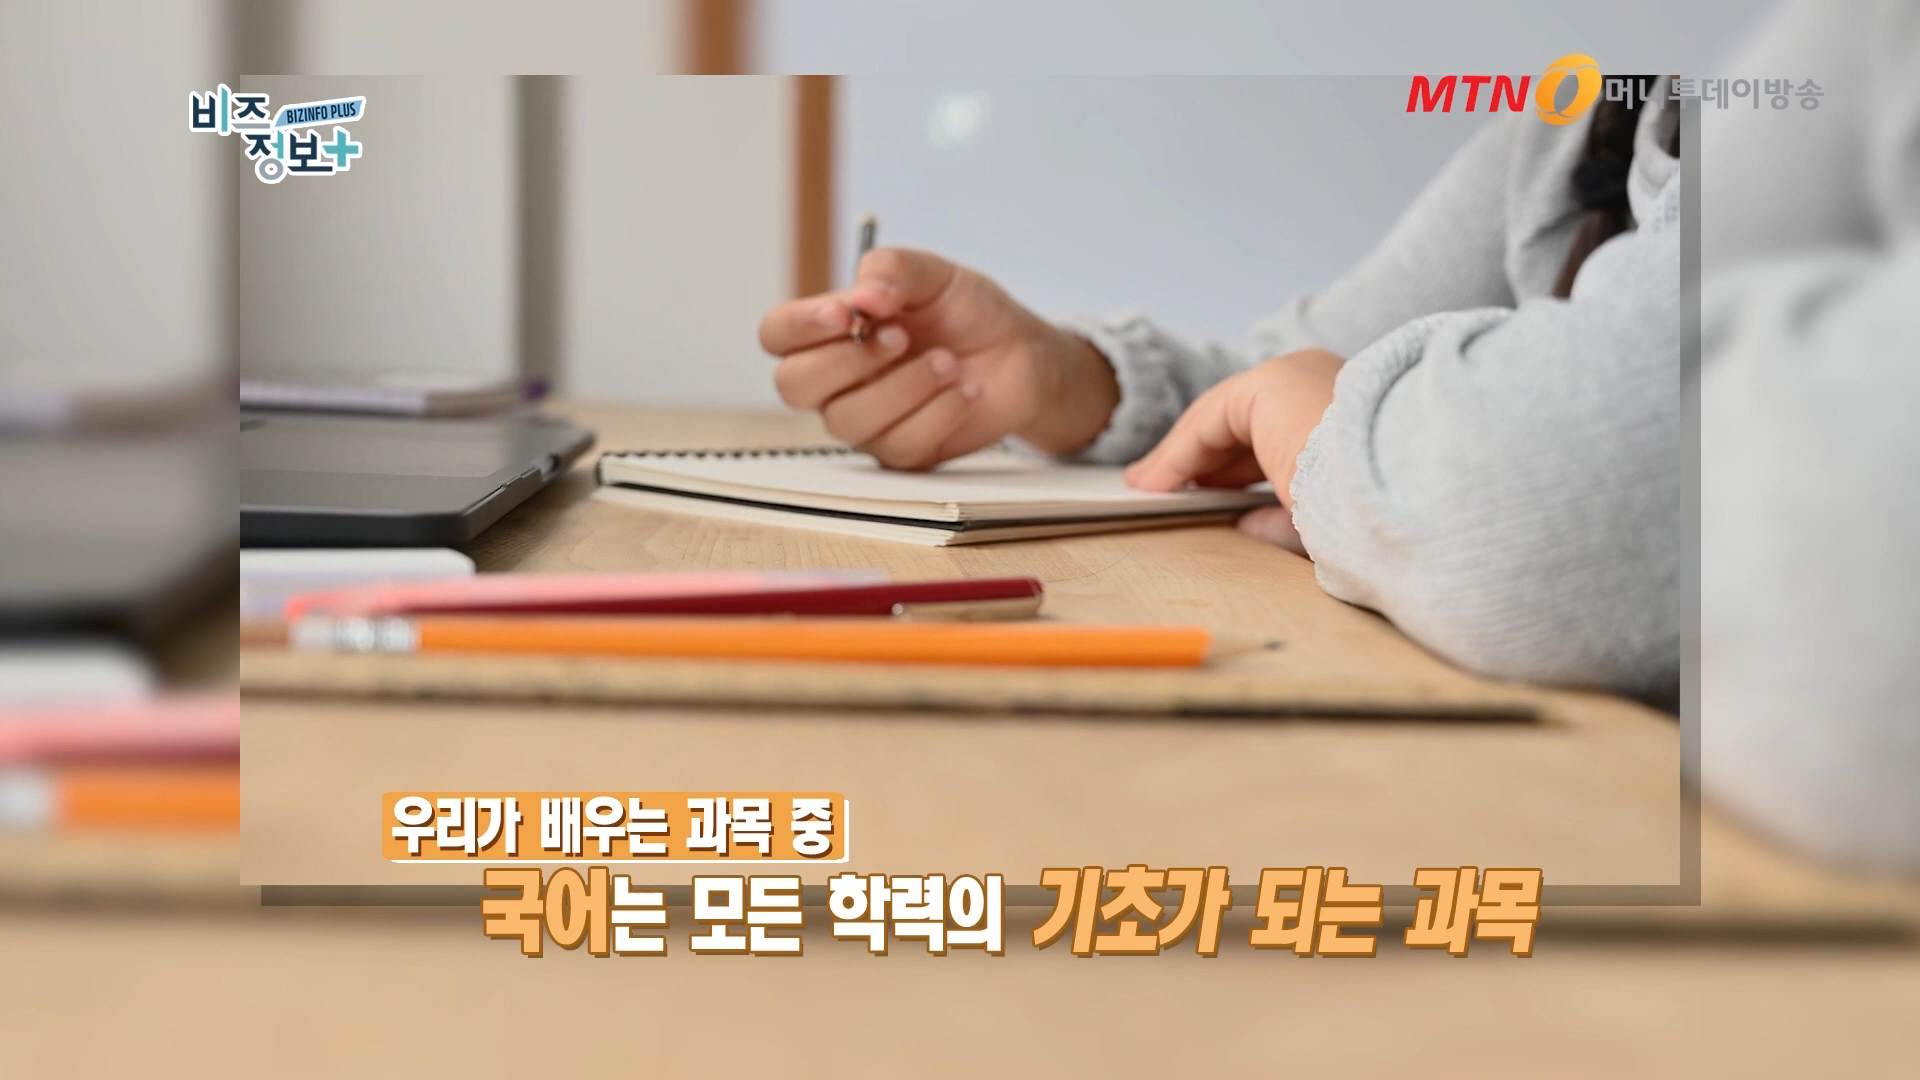 비즈
BIZINFO PLUS
정보+
MTN 머니투데이방송
우리가 배우는 과목 중
국어는 모든 학력의 기초가 되는 과목